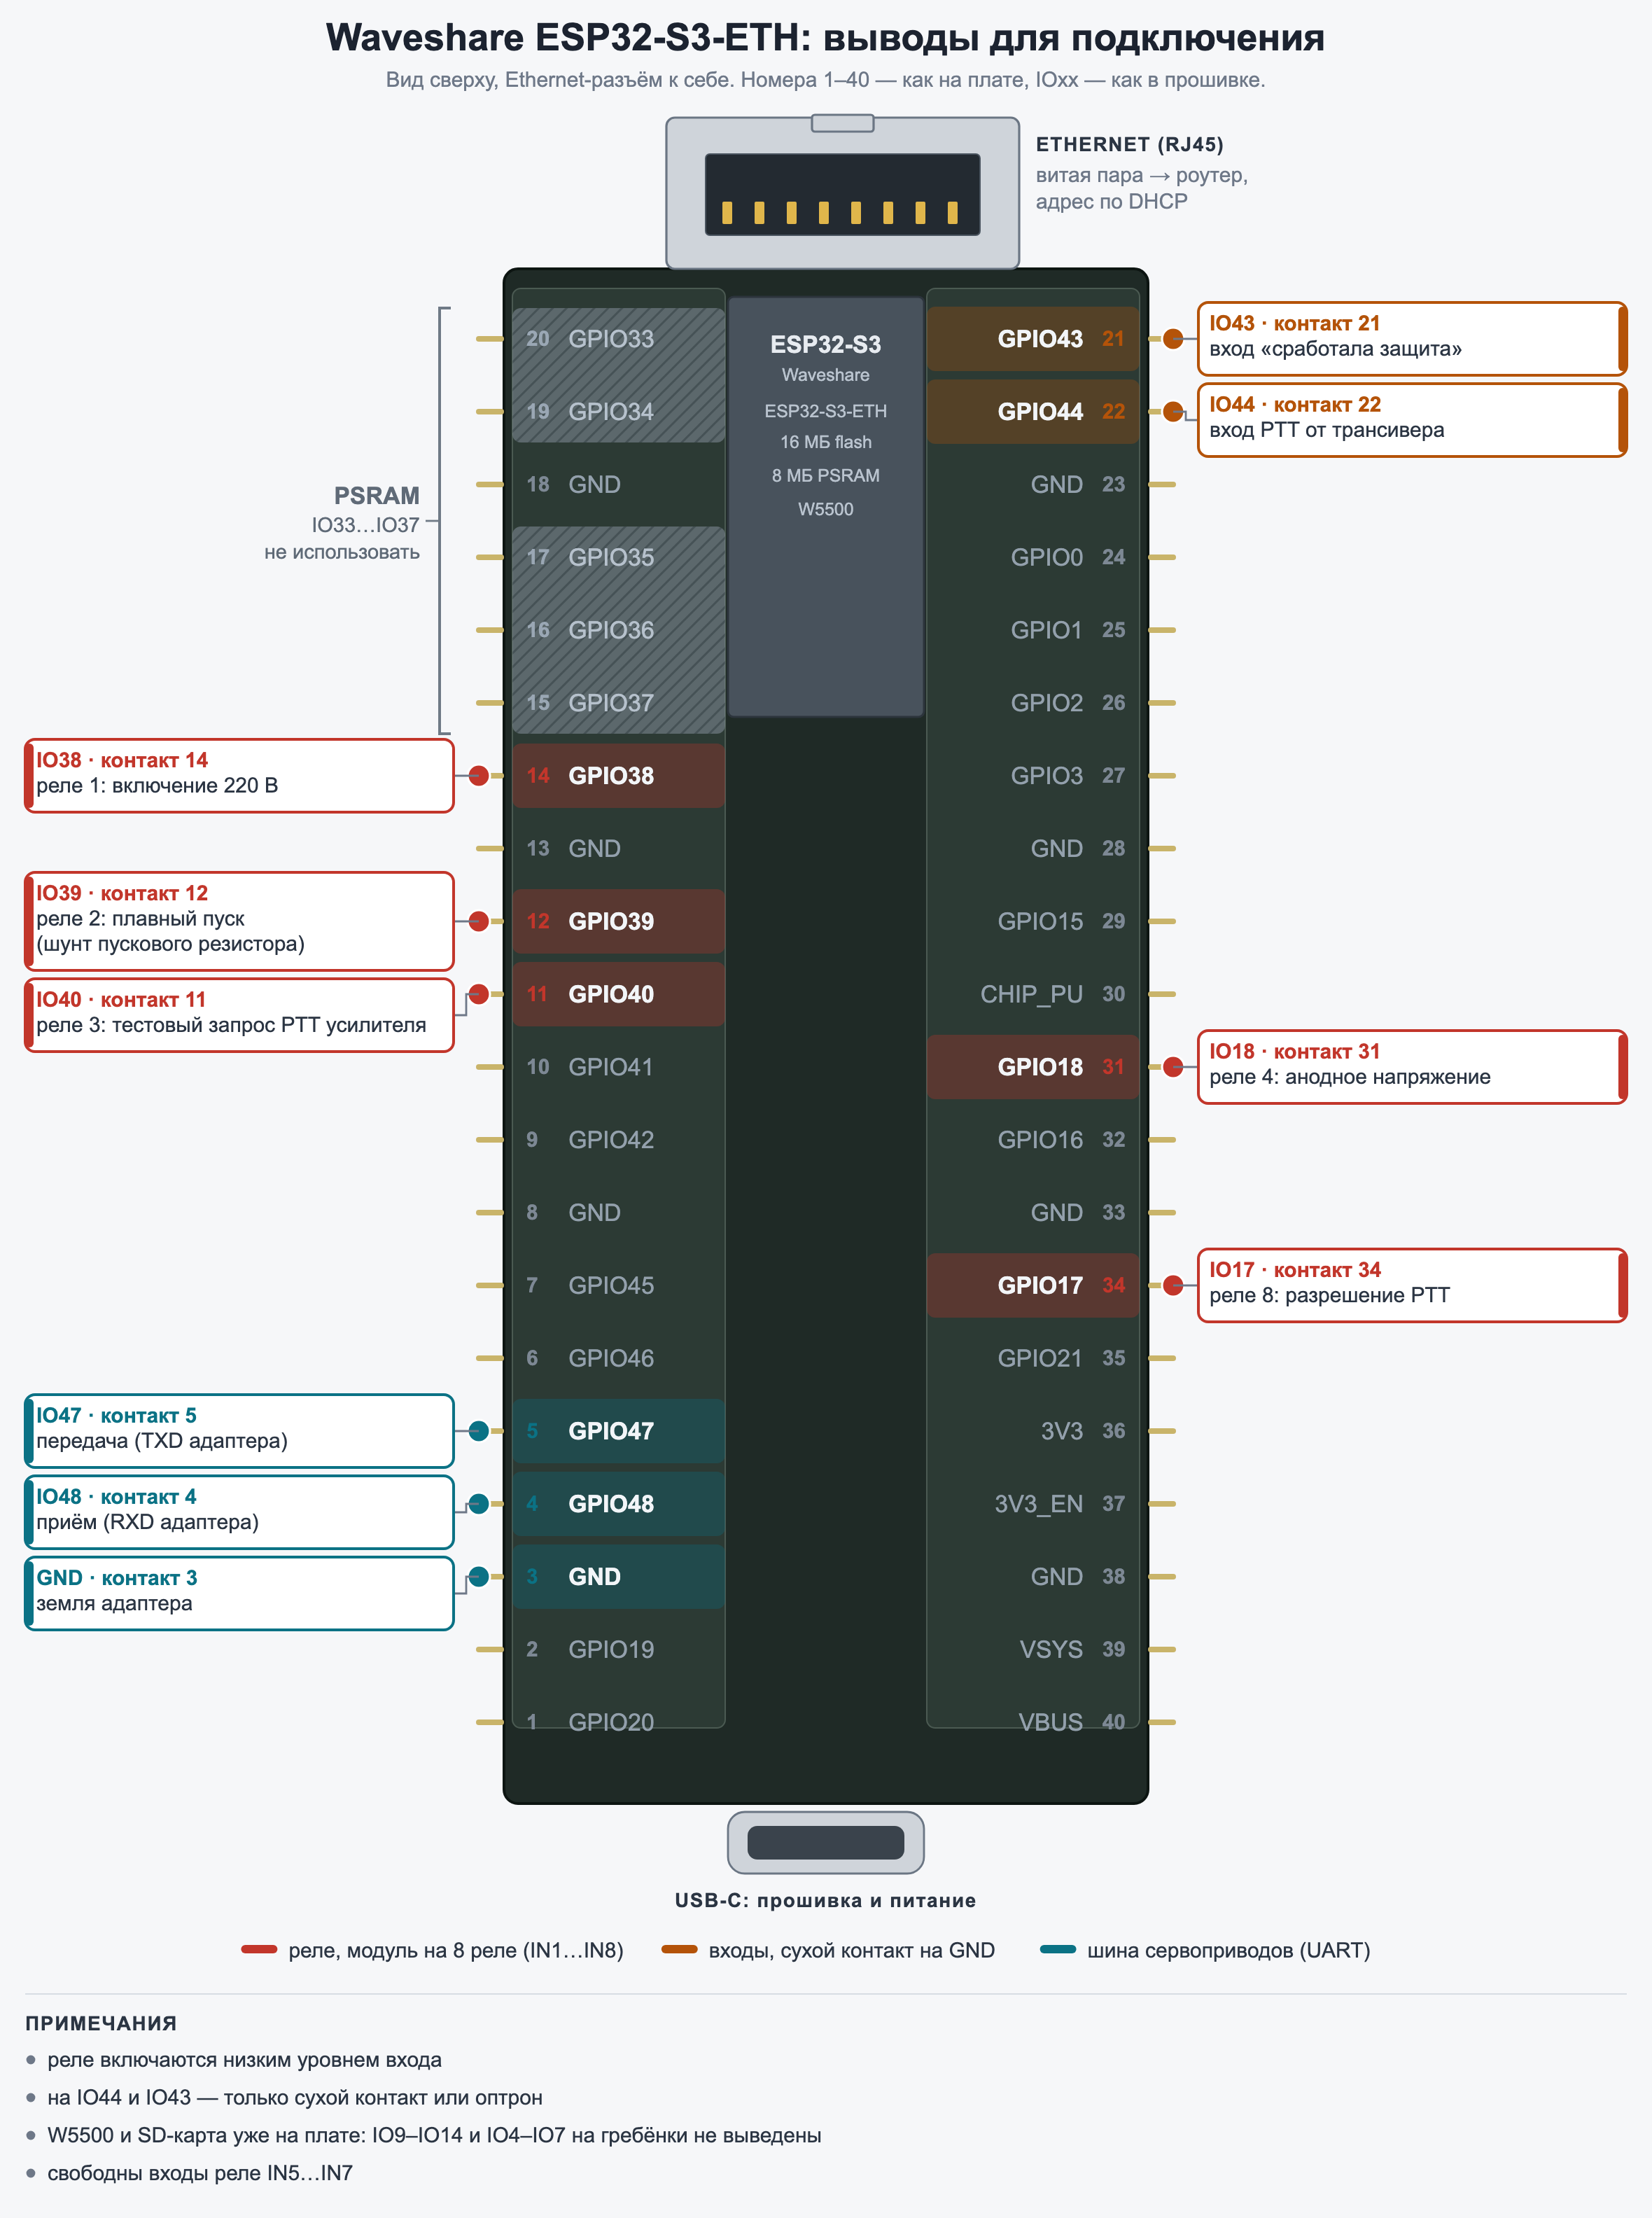 Waveshare ESP32-S3-ETH: выводы для подключения
Вид сверху, Ethernet-разъём к себе. Номера 1–40 — как на плате, IOxx — как в прошивке.
ETHERNET (RJ45)
витая пара → роутер,
адрес по DHCP
ESP32-S3
Waveshare
ESP32-S3-ETH
16 МБ flash
8 МБ PSRAM
W5500
20 GPIO33
19 GPIO34
18 GND
17 GPIO35
16 GPIO36
15 GPIO37
14 GPIO38
13 GND
12 GPIO39
11 GPIO40
10 GPIO41
9 GPIO42
8 GND
7 GPIO45
6 GPIO46
5 GPIO47
4 GPIO48
3 GND
2 GPIO19
1 GPIO20
GPIO43 21
GPIO44 22
GND 23
GPIO0 24
GPIO1 25
GPIO2 26
GPIO3 27
GND 28
GPIO15 29
CHIP_PU 30
GPIO18 31
GPIO16 32
GND 33
GPIO17 34
GPIO21 35
3V3 36
3V3_EN 37
GND 38
VSYS 39
VBUS 40
PSRAM
IO33…IO37
не использовать
IO38 · контакт 14
реле 1: включение 220 В
IO39 · контакт 12
реле 2: плавный пуск
(шунт пускового резистора)
IO40 · контакт 11
реле 3: тестовый запрос PTT усилителя
IO47 · контакт 5
передача (TXD адаптера)
IO48 · контакт 4
приём (RXD адаптера)
GND · контакт 3
земля адаптера
IO43 · контакт 21
вход «сработала защита»
IO44 · контакт 22
вход PTT от трансивера
IO18 · контакт 31
реле 4: анодное напряжение
IO17 · контакт 34
реле 8: разрешение PTT
USB-C: прошивка и питание
реле, модуль на 8 реле (IN1…IN8)
входы, сухой контакт на GND
шина сервоприводов (UART)
ПРИМЕЧАНИЯ
реле включаются низким уровнем входа
на IO44 и IO43 — только сухой контакт или оптрон
W5500 и SD-карта уже на плате: IO9–IO14 и IO4–IO7 на гребёнки не выведены
свободны входы реле IN5…IN7